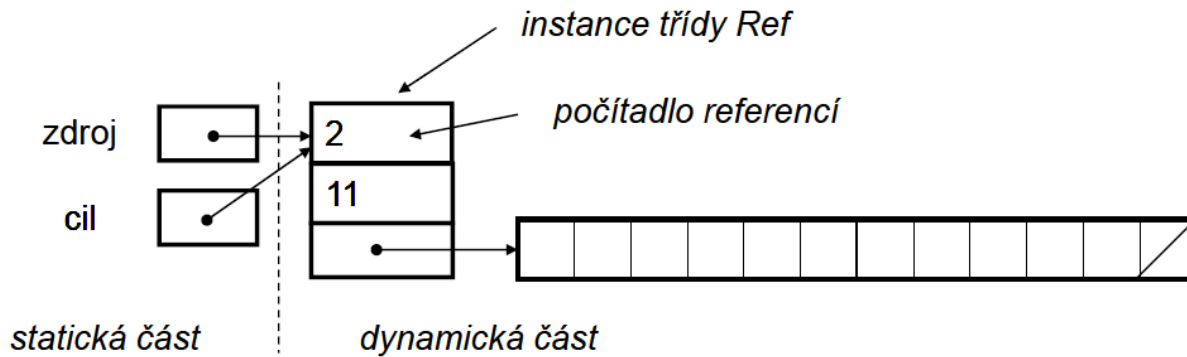 instance třídy Ref
zdroj
2
počítadlo referencí
11
cil
statická část
dynamická část